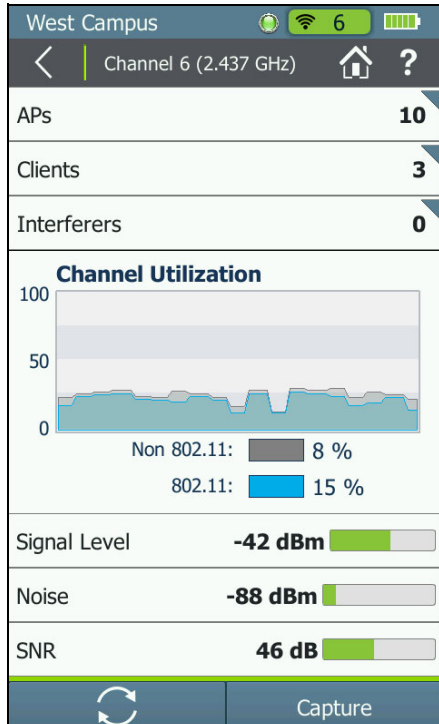 West Campus 6
Channel 6 (2.437 GHz) ?
APs 10
Clients 3
Interferers 0
Channel Utilization
100
50
0
Non 802.11: 8 %
802.11: 15 %
Signal Level -42 dBm
Noise -88 dBm
SNR 46 dB
Capture